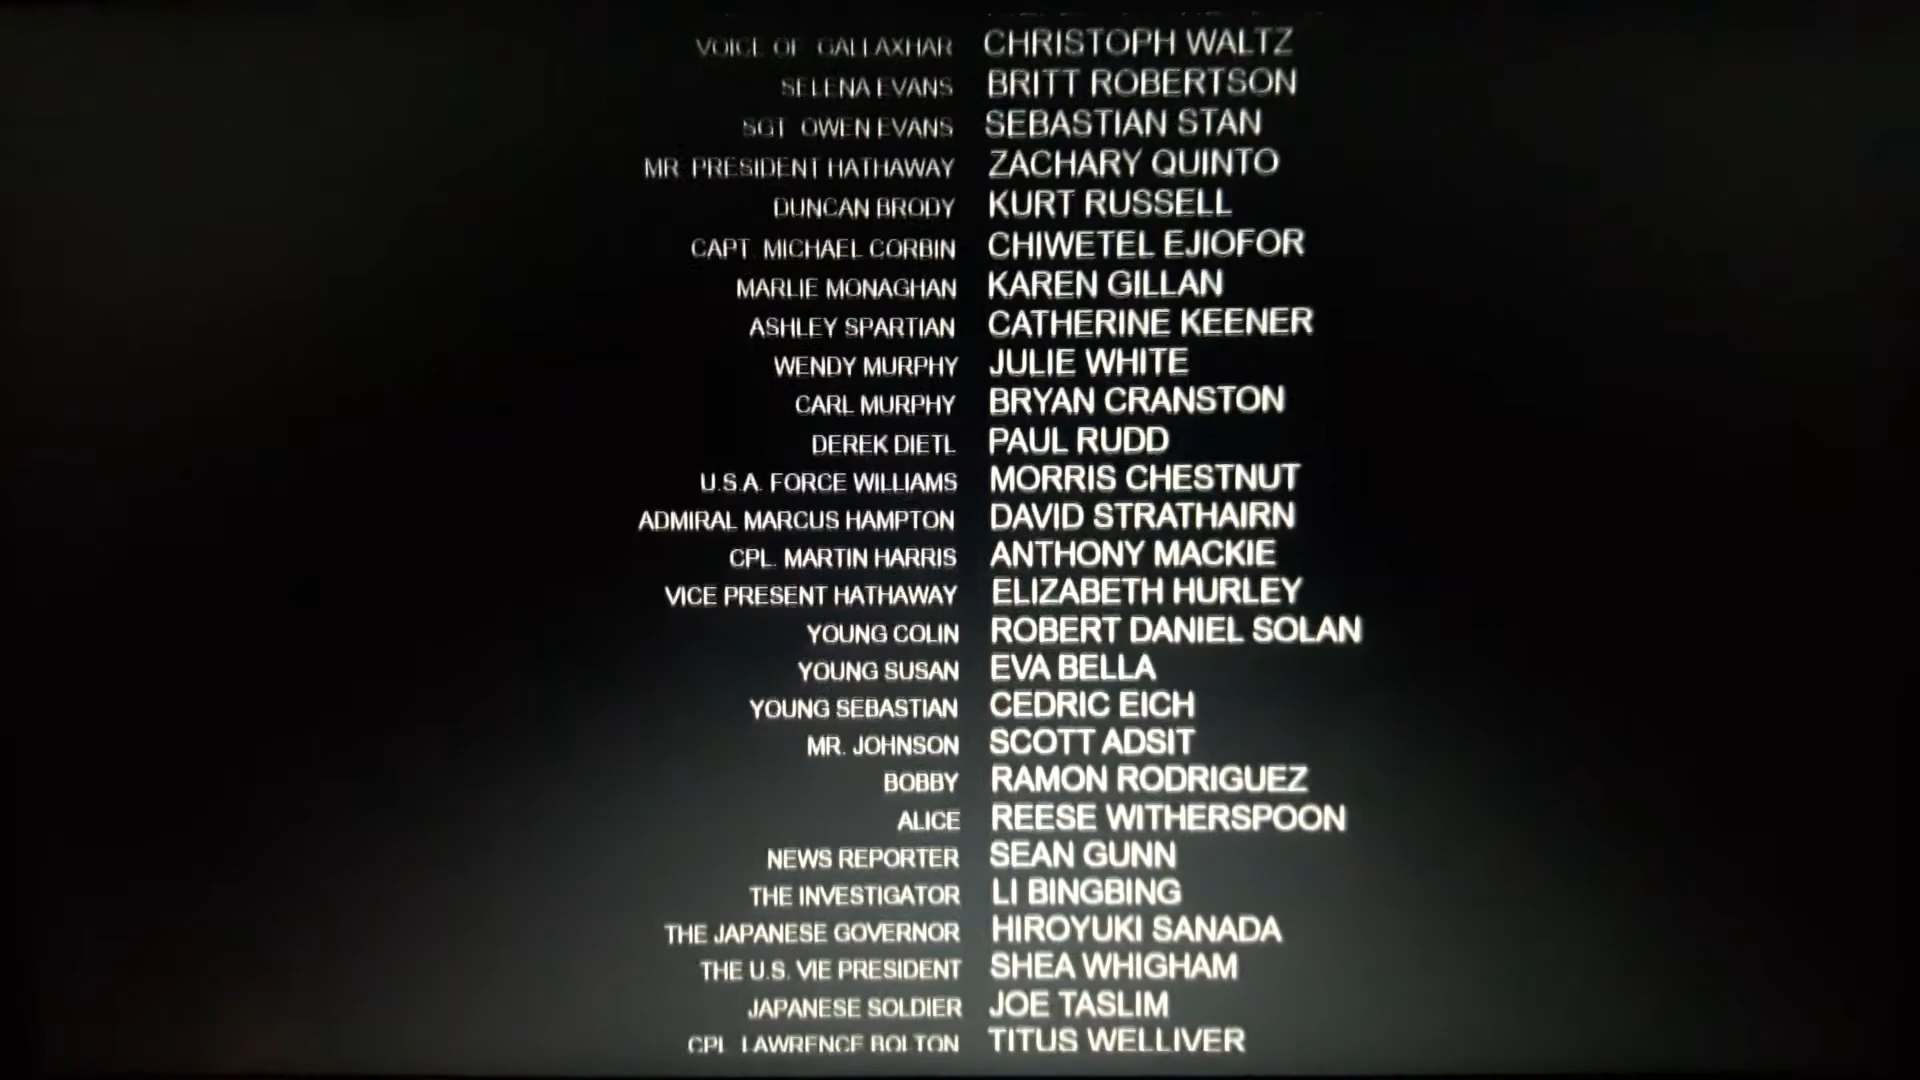 VOICE OF GALLAXHAR CHRISTOPH WALTZ
SELENA EVANS BRITT ROBERTSON
SGT OWEN EVANS SEBASTIAN STAN
MR PRESIDENT HATHAWAY ZACHARY QUINTO
DUNCAN BRODY KURT RUSSELL
CAPT. MICHAEL CORBIN CHIWETEL EJIOFOR
MARLIE MONAGHAN KAREN GILLAN
ASHLEY SPARTIAN CATHERINE KEENER
WENDY MURPHY JULIE WHITE
CARL MURPHY BRYAN CRANSTON
DEREK DIETL PAUL RUDD
U.S.A. FORCE WILLIAMS MORRIS CHESTNUT
ADMIRAL MARCUS HAMPTON DAVID STRATHAIRN
CPL. MARTIN HARRIS ANTHONY MACKIE
VICE PRESENT HATHAWAY ELIZABETH HURLEY
YOUNG COLIN ROBERT DANIEL SOLAN
YOUNG SUSAN EVA BELLA
YOUNG SEBASTIAN CEDRIC EICH
MR. JOHNSON SCOTT ADSIT
BOBBY RAMON RODRIGUEZ
ALICE REESE WITHERSPOON
NEWS REPORTER SEAN GUNN
THE INVESTIGATOR LI BINGBING
THE JAPANESE GOVERNOR HIROYUKI SANADA
THE U.S. VIE PRESIDENT SHEA WHIGHAM
JAPANESE SOLDIER JOE TASLIM
CPL LAWRENCE BOLTON TITUS WELLIVER